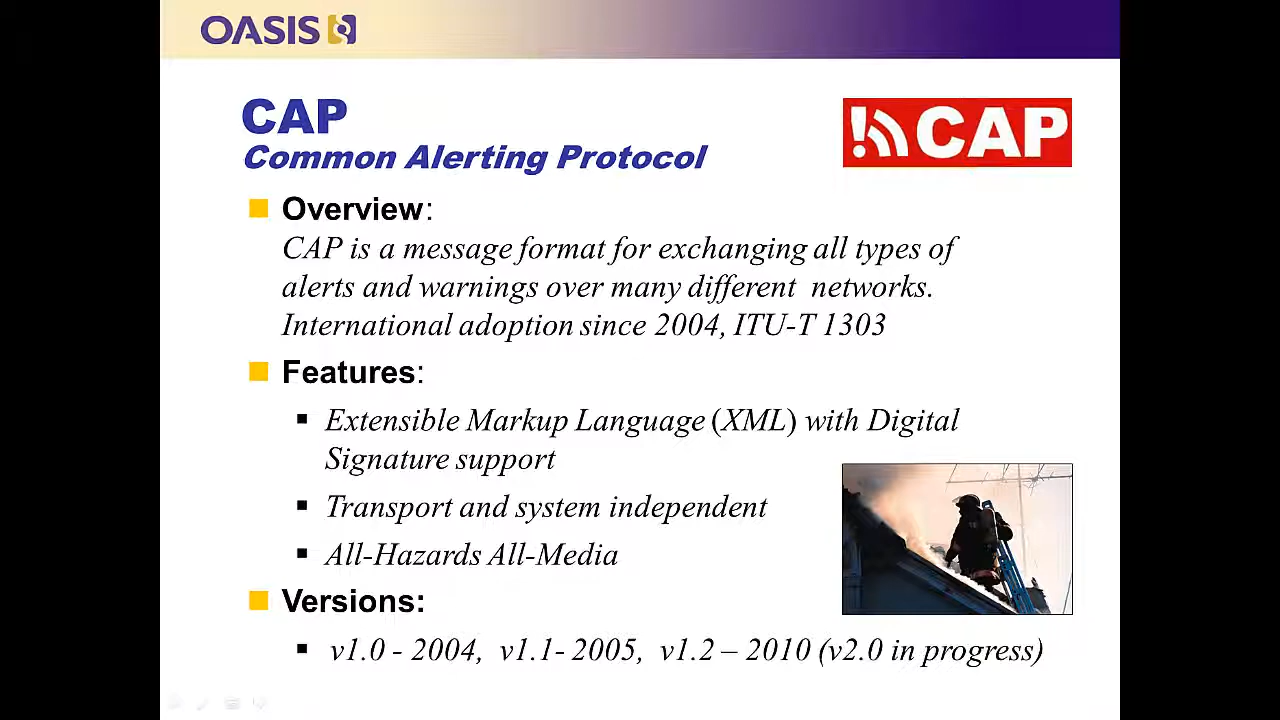 OASIS
CAP
Common Alerting Protocol
!CAP
Overview:
CAP is a message format for exchanging all types of
alerts and warnings over many different networks.
International adoption since 2004, ITU-T 1303
Features:
Extensible Markup Language (XML) with Digital
Signature support
Transport and system independent
All-Hazards All-Media
Versions:
v1.0 - 2004, v1.1- 2005, v1.2 – 2010 (v2.0 in progress)